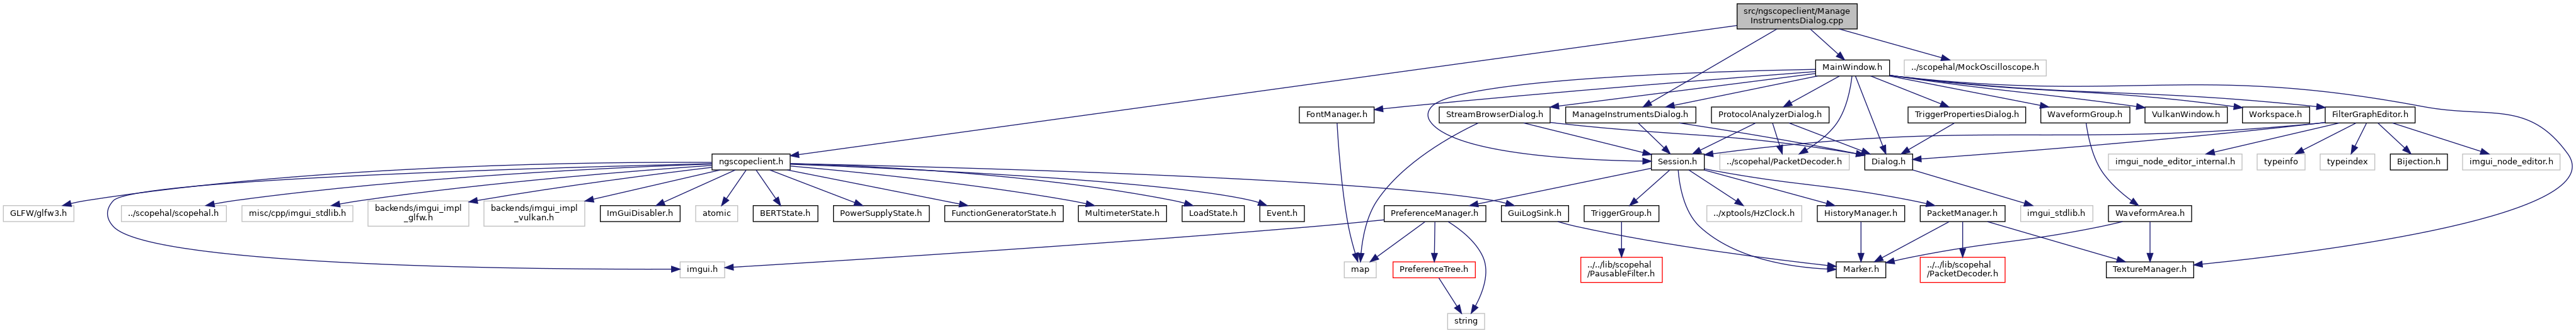 src/ngscopeclient/Manage
InstrumentsDialog.cpp
MainWindow.h
../scopehal/MockOscilloscope.h
FontManager.h
StreamBrowserDialog.h
ManageInstrumentsDialog.h
ProtocolAnalyzerDialog.h
TriggerPropertiesDialog.h
WaveformGroup.h
VulkanWindow.h
Workspace.h
FilterGraphEditor.h
ngscopeclient.h
Session.h
../scopehal/PacketDecoder.h
Dialog.h
imgui_node_editor_internal.h
typeinfo
typeindex
Bijection.h
imgui_node_editor.h
GLFW/glfw3.h
../scopehal/scopehal.h
misc/cpp/imgui_stdlib.h
backends/imgui_impl
_glfw.h
backends/imgui_impl
_vulkan.h
ImGuiDisabler.h
atomic
BERTState.h
PowerSupplyState.h
FunctionGeneratorState.h
MultimeterState.h
LoadState.h
Event.h
PreferenceManager.h
GuiLogSink.h
TriggerGroup.h
../xptools/HzClock.h
HistoryManager.h
PacketManager.h
imgui_stdlib.h
WaveformArea.h
imgui.h
map
PreferenceTree.h
../../lib/scopehal
/PausableFilter.h
Marker.h
../../lib/scopehal
/PacketDecoder.h
TextureManager.h
string